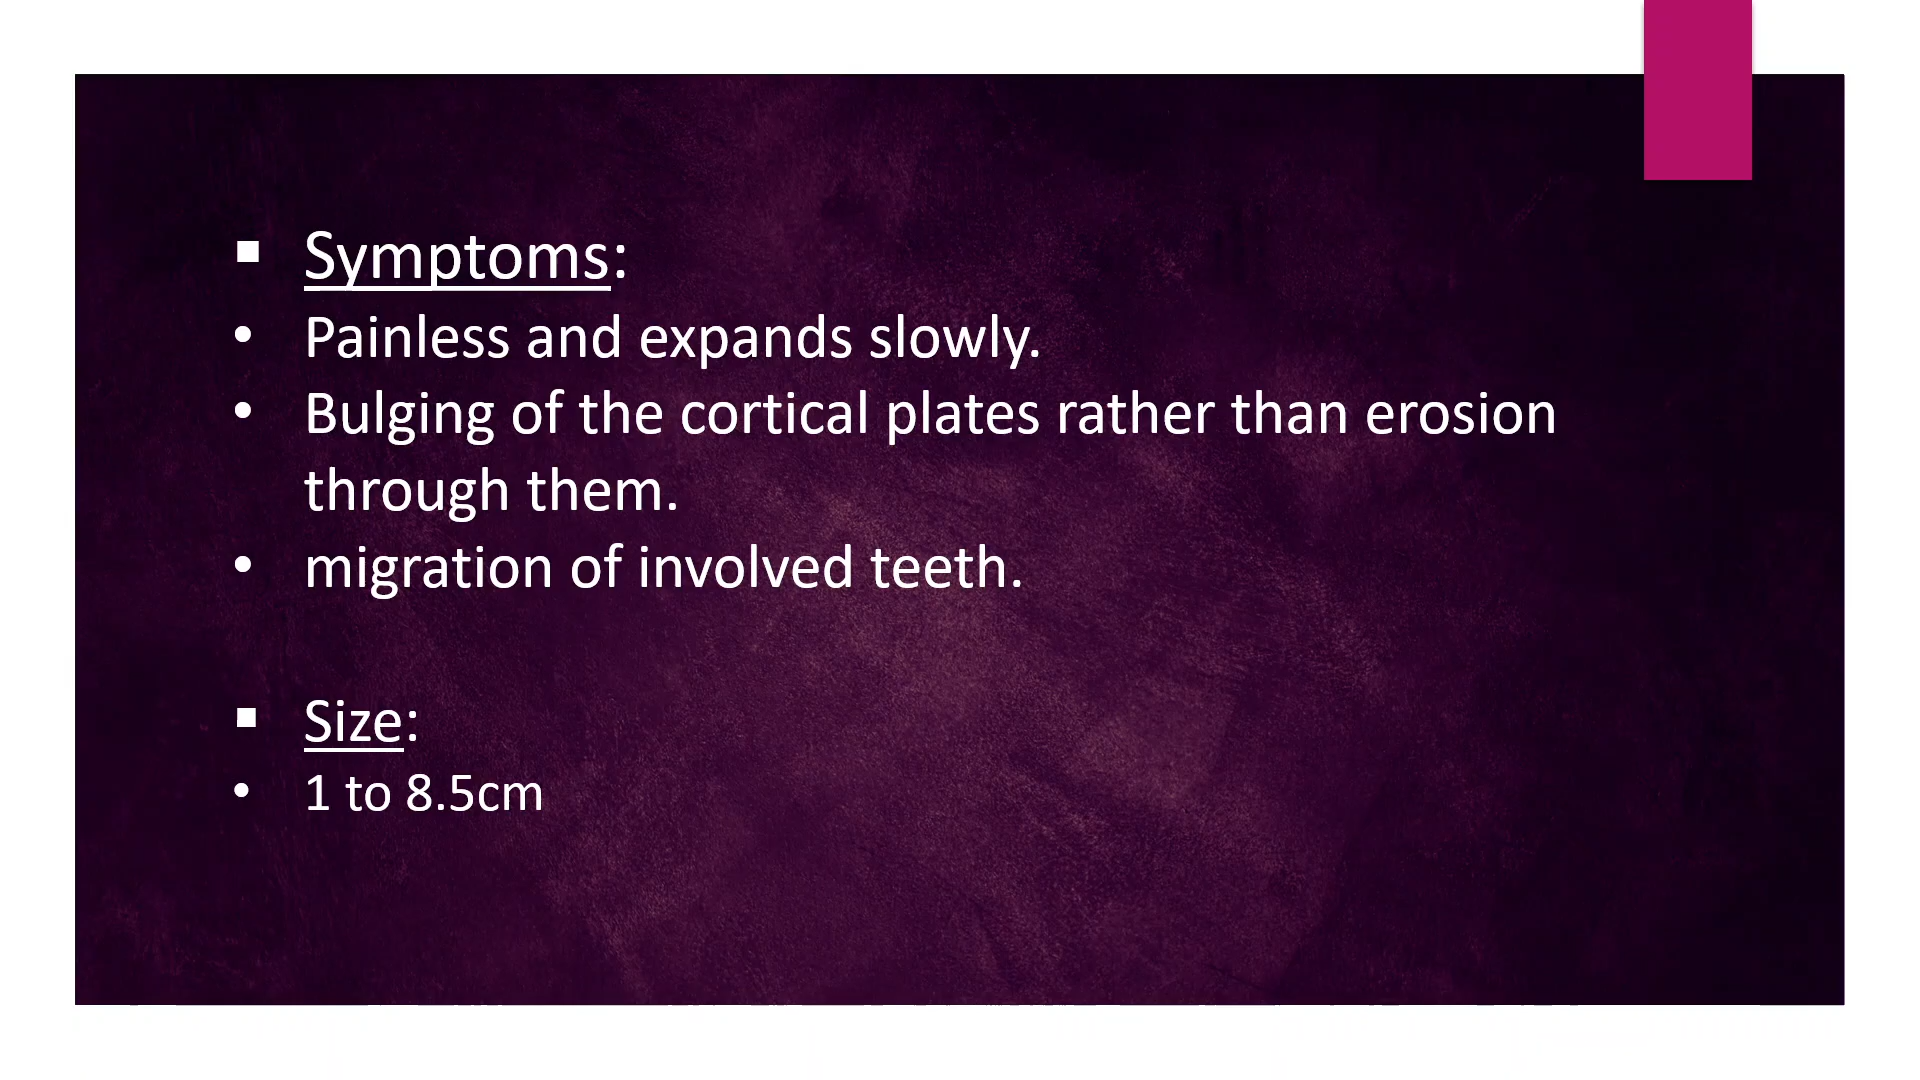 ▪ Symptoms:
• Painless and expands slowly.
• Bulging of the cortical plates rather than erosion
through them.
• migration of involved teeth.
▪ Size:
• 1 to 8.5cm